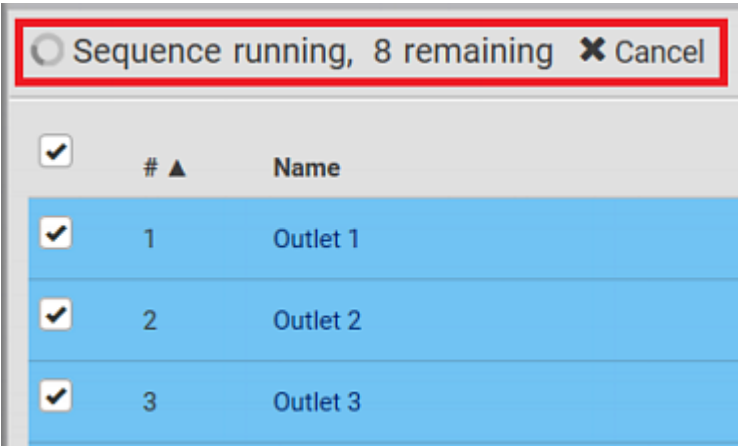 Sequence running, 8 remaining ✖ Cancel
# ▲ Name
1 Outlet 1
2 Outlet 2
3 Outlet 3